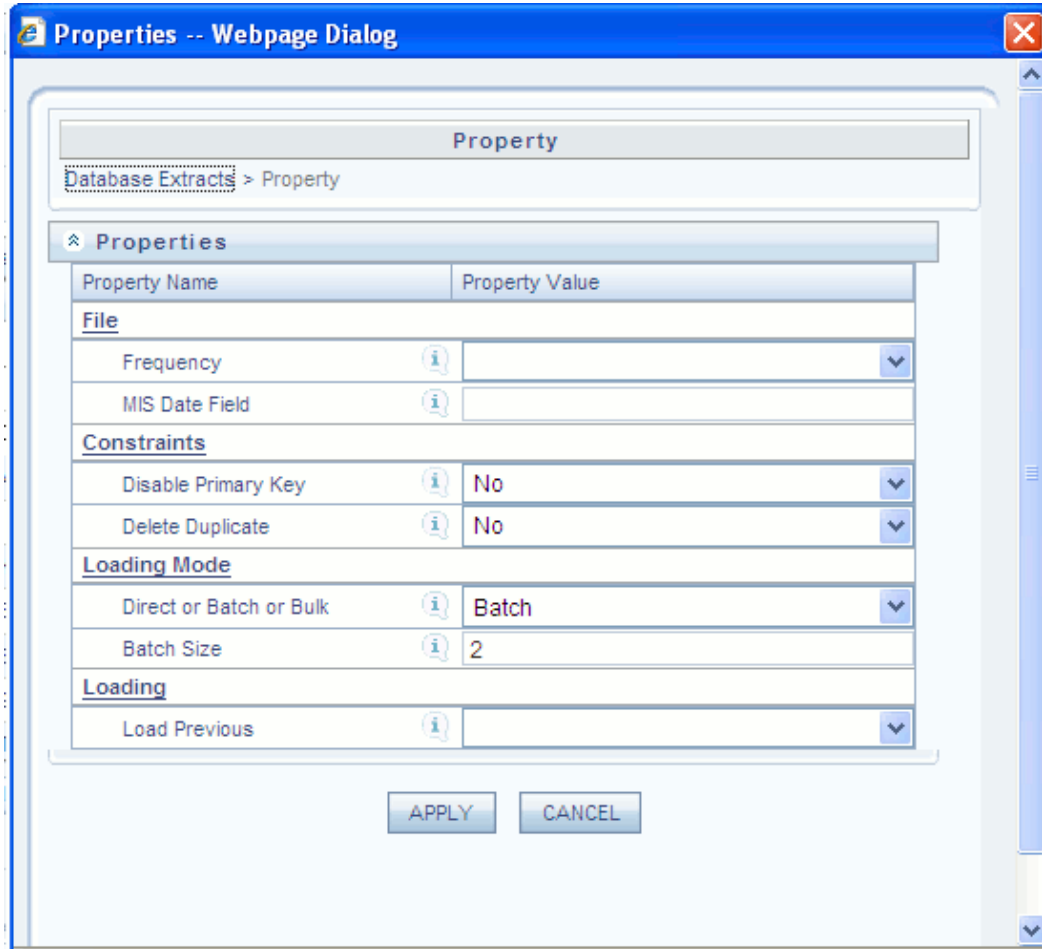 Properties -- Webpage Dialog
Property
Database Extracts > Property
Properties
Property Name Property Value
File
Frequency
MIS Date Field
Constraints
Disable Primary Key No
Delete Duplicate No
Loading Mode
Direct or Batch or Bulk Batch
Batch Size 2
Loading
Load Previous
APPLY CANCEL